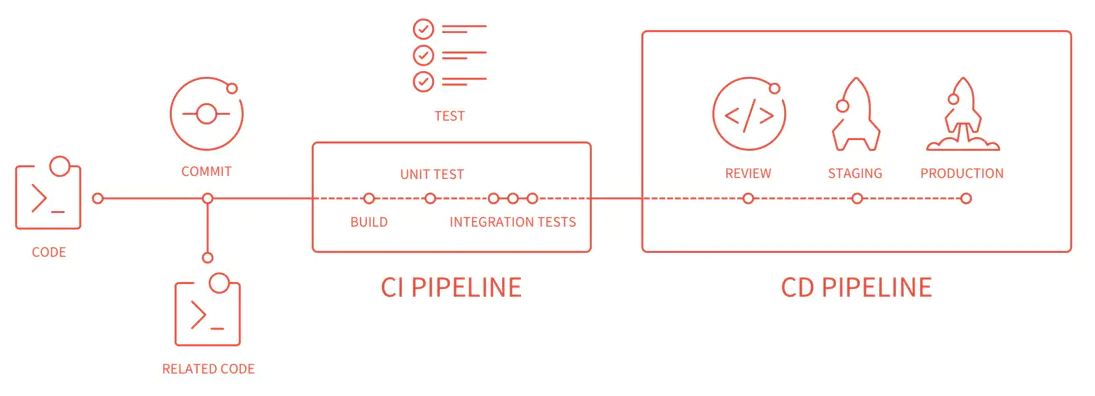 TEST
COMMIT
UNIT TEST
REVIEW
STAGING
PRODUCTION
BUILD
INTEGRATION TESTS
CODE
CI PIPELINE
CD PIPELINE
RELATED CODE